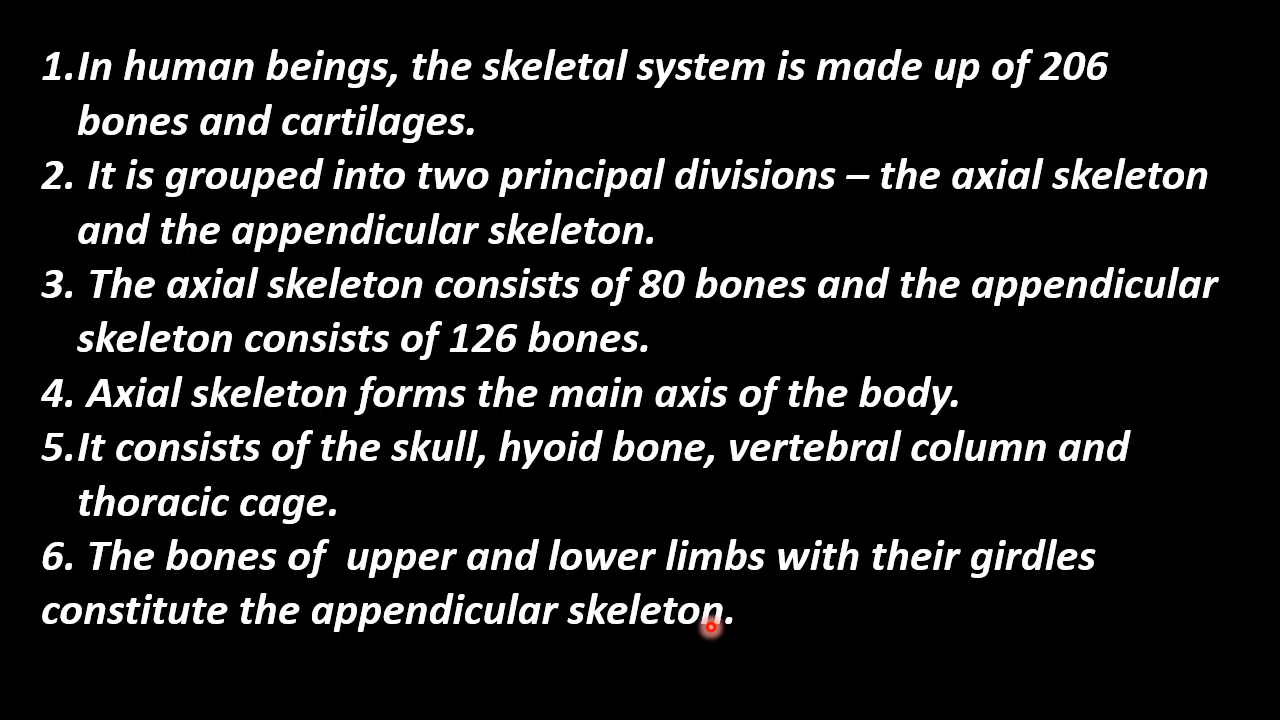 1.In human beings, the skeletal system is made up of 206
bones and cartilages.
2. It is grouped into two principal divisions – the axial skeleton
and the appendicular skeleton.
3. The axial skeleton consists of 80 bones and the appendicular
skeleton consists of 126 bones.
4. Axial skeleton forms the main axis of the body.
5.It consists of the skull, hyoid bone, vertebral column and
thoracic cage.
6. The bones of  upper and lower limbs with their girdles
constitute the appendicular skeleton.